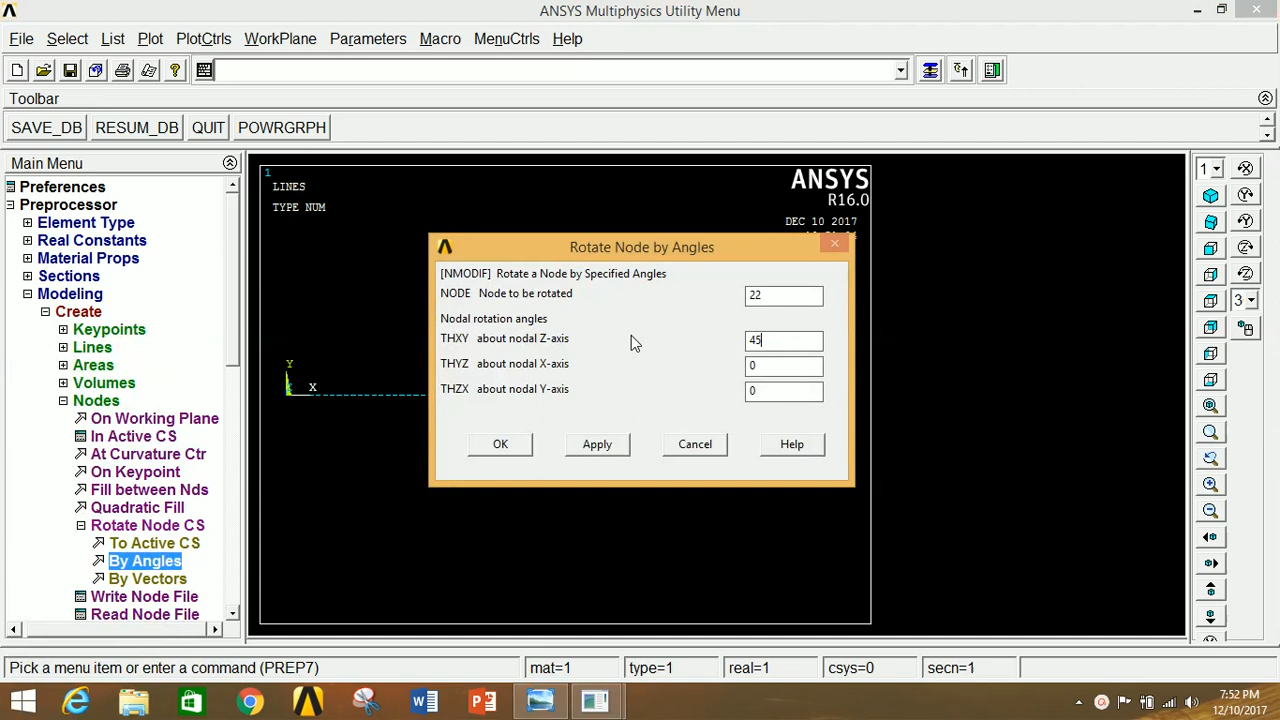 ANSYS Multiphysics Utility Menu
File Select List Plot PlotCtrls WorkPlane Parameters Macro MenuCtrls Help
Toolbar
SAVE_DB RESUM_DB QUIT POWRGRPH
Main Menu
Preferences
Preprocessor
Element Type
Real Constants
Material Props
Sections
Modeling
Create
Keypoints
Lines
Areas
Volumes
Nodes
On Working Plane
In Active CS
At Curvature Ctr
On Keypoint
Fill between Nds
Quadratic Fill
Rotate Node CS
To Active CS
By Angles
By Vectors
Write Node File
Read Node File
1
LINES
TYPE NUM
ANSYS
R16.0
DEC 10 2017
Y
X
Rotate Node by Angles
[NMODIF] Rotate a Node by Specified Angles
NODE Node to be rotated 22
Nodal rotation angles
THXY about nodal Z-axis 45
THYZ about nodal X-axis 0
THZX about nodal Y-axis 0
OK Apply Cancel Help
1
3
Pick a menu item or enter a command (PREP7) mat=1 type=1 real=1 csys=0 secn=1
7:52 PM
12/10/2017